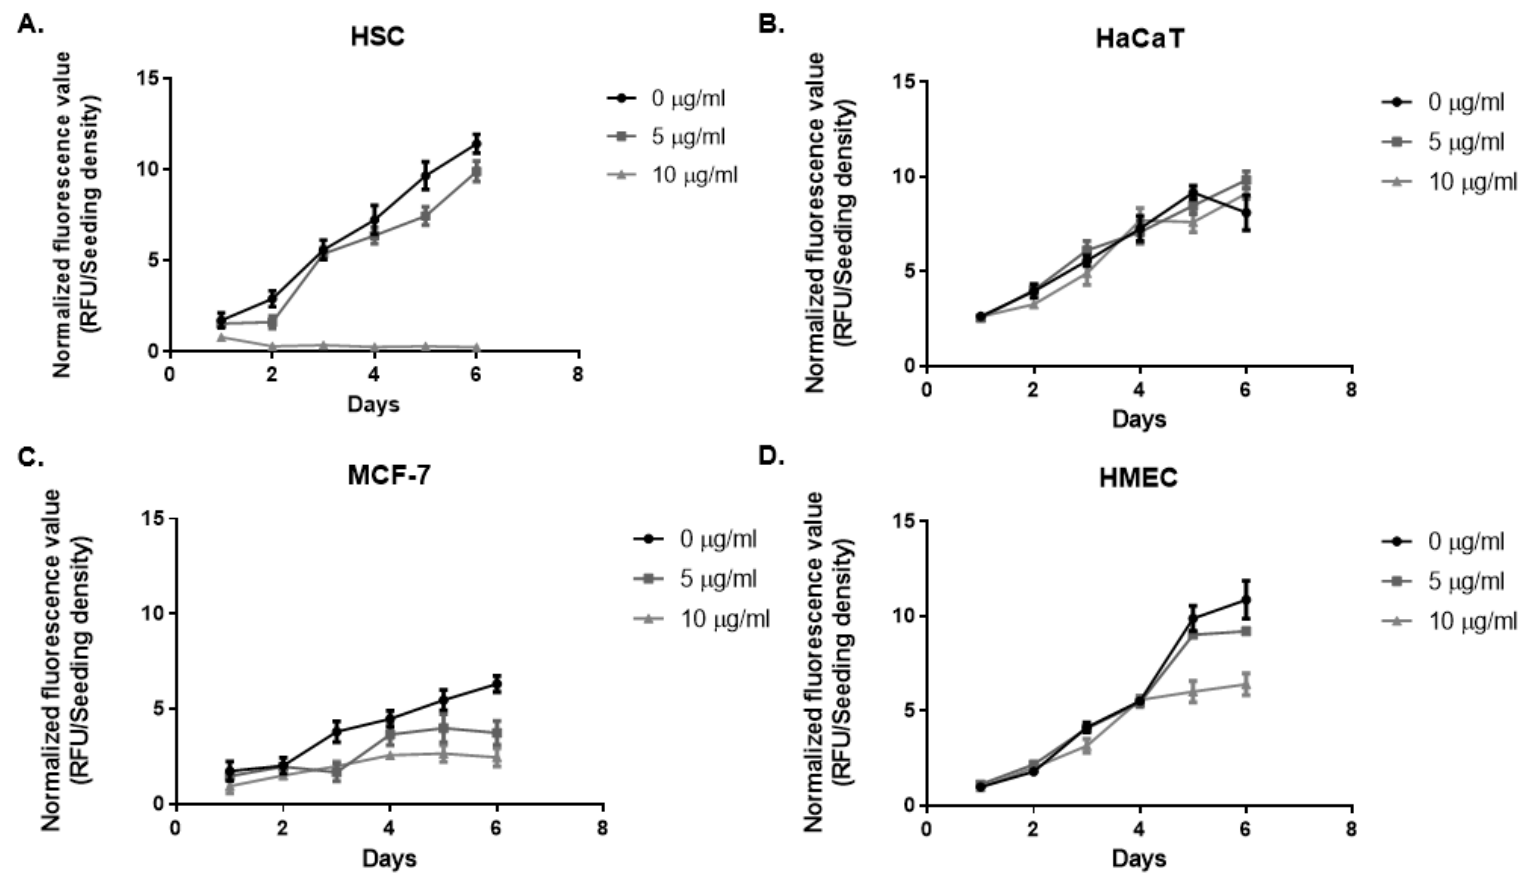 A.
HSC
Normalized fluorescence value
(RFU/Seeding density)
15
10
5
0
0 2 4 6 8
Days
0 μg/ml
5 μg/ml
10 μg/ml
B.
HaCaT
Normalized fluorescence value
(RFU/Seeding density)
15
10
5
0
0 2 4 6 8
Days
0 μg/ml
5 μg/ml
10 μg/ml
C.
MCF-7
Normalized fluorescence value
(RFU/Seeding density)
15
10
5
0
0 2 4 6 8
Days
0 μg/ml
5 μg/ml
10 μg/ml
D.
HMEC
Normalized fluorescence value
(RFU/Seeding density)
15
10
5
0
0 2 4 6 8
Days
0 μg/ml
5 μg/ml
10 μg/ml